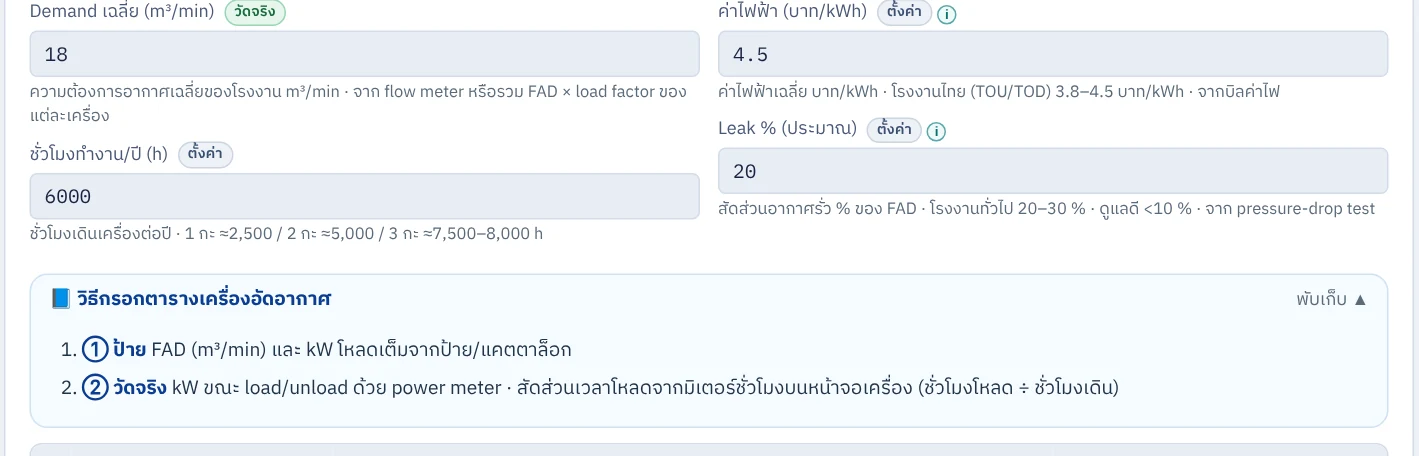 Demand เฉลี่ย (m³/min) วัดจริง
18
ความต้องการอากาศเฉลี่ยของโรงงาน m³/min · จาก flow meter หรือรวม FAD × load factor ของ
แต่ละเครื่อง
ชั่วโมงทำงาน/ปี (h) ตั้งค่า
6000
ชั่วโมงเดินเครื่องต่อปี · 1 กะ ≈2,500 / 2 กะ ≈5,000 / 3 กะ ≈7,500–8,000 h
ค่าไฟฟ้า (บาท/kWh) ตั้งค่า i
4.5
ค่าไฟฟ้าเฉลี่ย บาท/kWh · โรงงานไทย (TOU/TOD) 3.8–4.5 บาท/kWh · จากบิลค่าไฟ
Leak % (ประมาณ) ตั้งค่า i
20
สัดส่วนอากาศรั่ว % ของ FAD · โรงงานทั่วไป 20–30 % · ดูแลดี <10 % · จาก pressure-drop test
📘 วิธีกรอกตารางเครื่องอัดอากาศ
พับเก็บ ▲
1. ① ป้าย FAD (m³/min) และ kW โหลดเต็มจากป้าย/แคตตาล็อก
2. ② วัดจริง kW ขณะ load/unload ด้วย power meter · สัดส่วนเวลาโหลดจากมิเตอร์ชั่วโมงบนหน้าจอเครื่อง (ชั่วโมงโหลด ÷ ชั่วโมงเดิน)